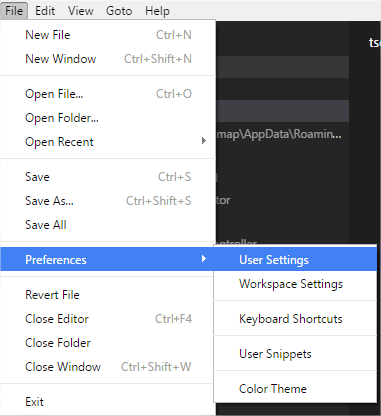 File Edit View Goto Help
New File Ctrl+N
New Window Ctrl+Shift+N
Open File... Ctrl+O
Open Folder...
Open Recent
map\AppData\Roamin...
Save Ctrl+S
Save As... Ctrl+Shift+S
tor
Save All
Preferences
User Settings
Workspace Settings
Revert File
Keyboard Shortcuts
Close Editor Ctrl+F4
Close Folder
User Snippets
Close Window Ctrl+Shift+W
Color Theme
Exit